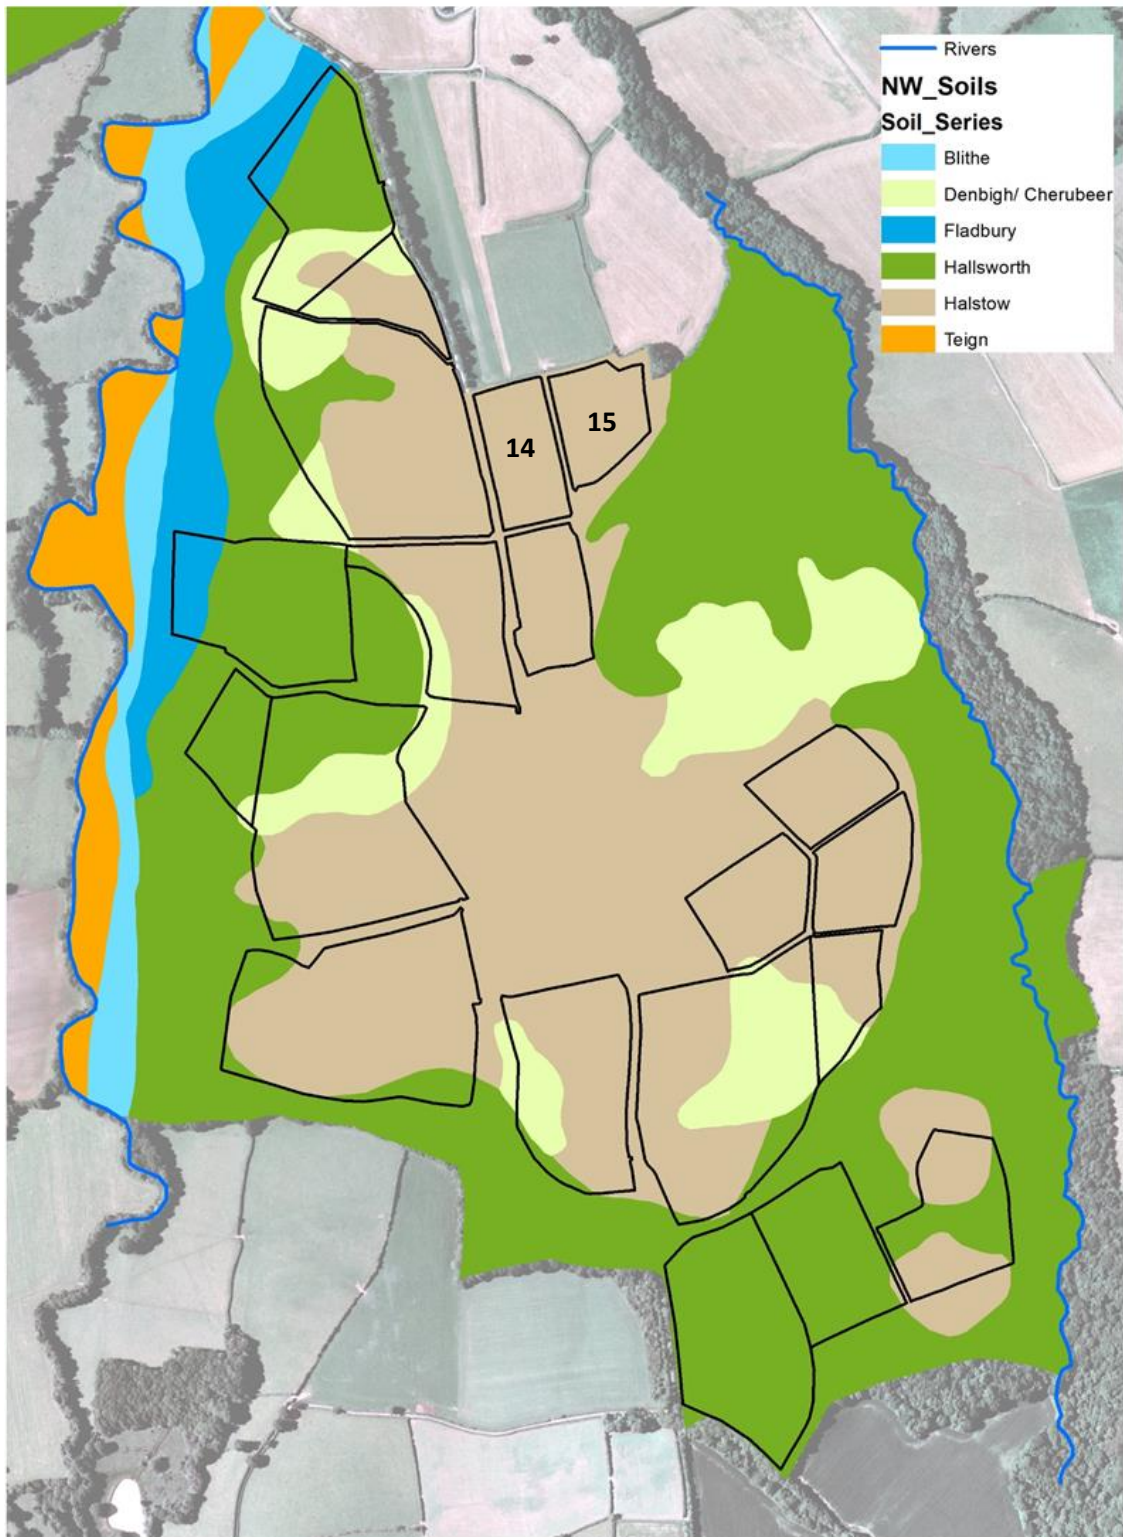 Rivers
NW_Soils
Soil_Series
Blithe
Denbigh/ Cherubeer
Fladbury
Hallsworth
Halstow
Teign
15
14